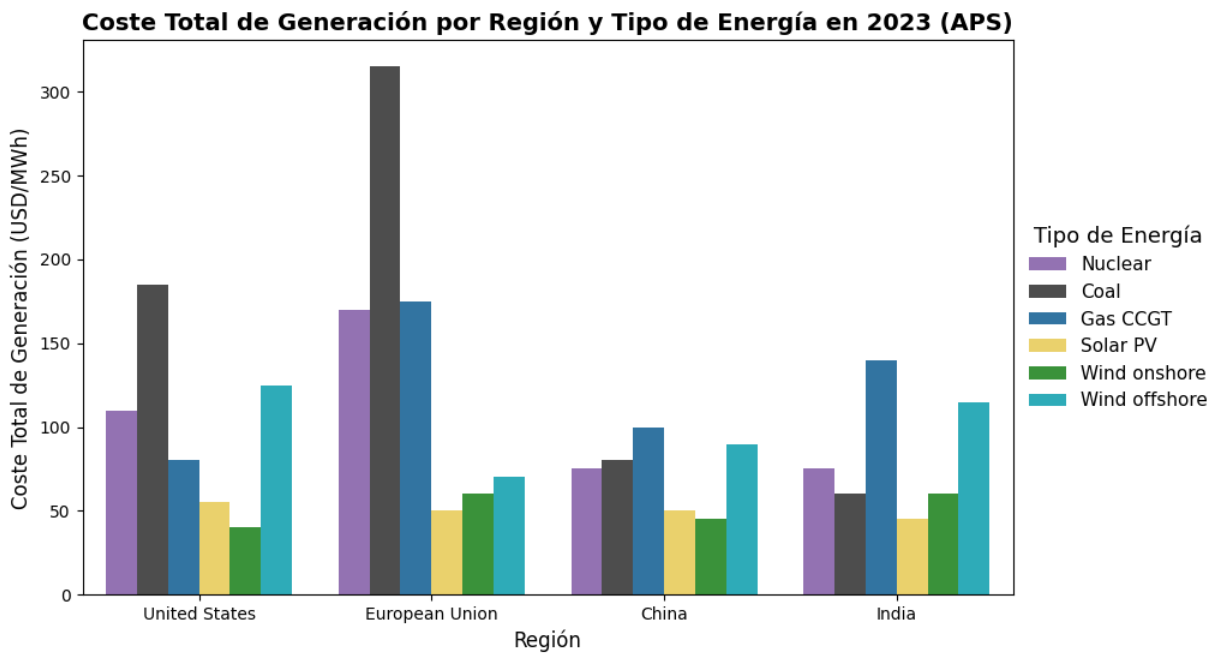 Coste Total de Generación por Región y Tipo de Energía en 2023 (APS)
Coste Total de Generación (USD/MWh)
300
250
200
150
100
50
0
United States
European Union
China
India
Región
Tipo de Energía
Nuclear
Coal
Gas CCGT
Solar PV
Wind onshore
Wind offshore